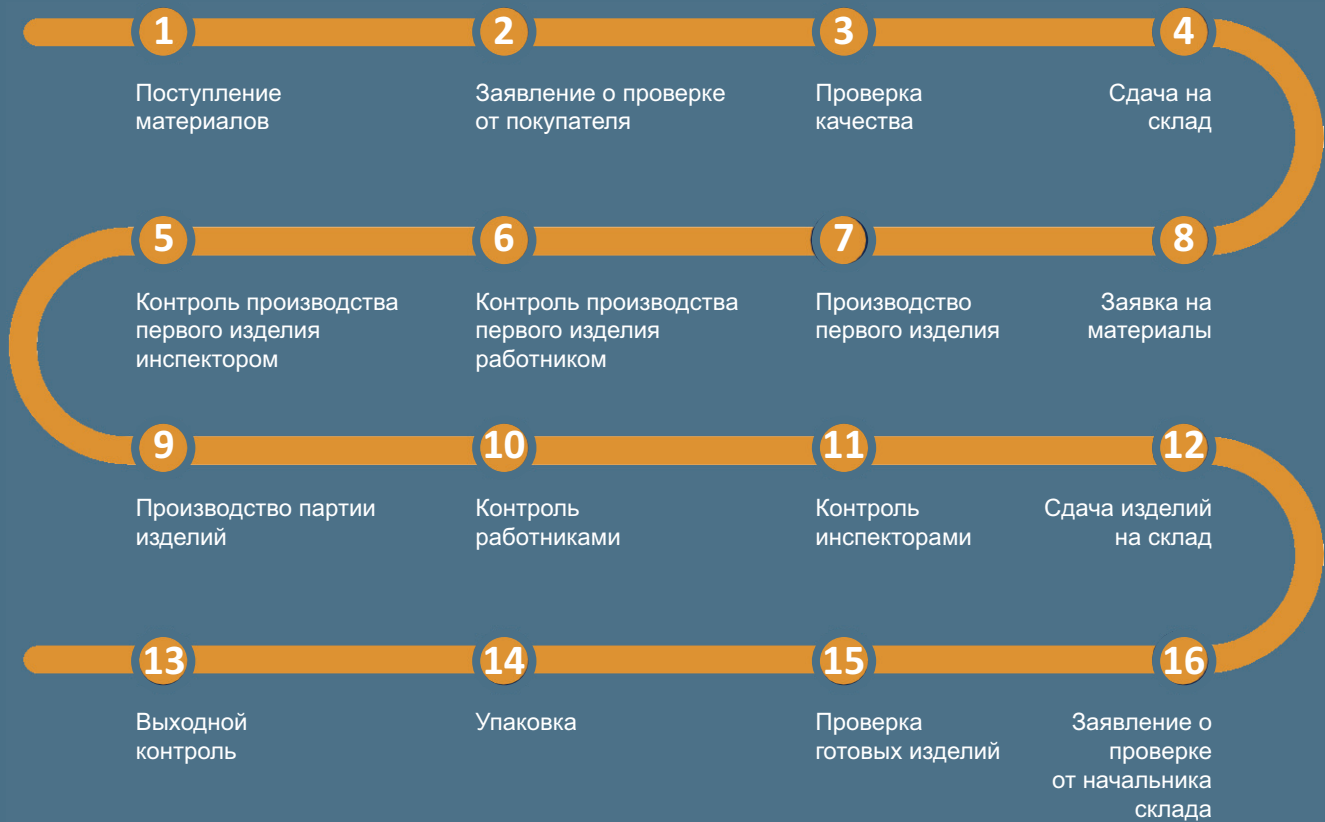 1
Поступление
материалов
2
Заявление о проверке
от покупателя
3
Проверка
качества
4
Сдача на
склад
5
Контроль производства
первого изделия
инспектором
6
Контроль производства
первого изделия
работником
7
Производство
первого изделия
8
Заявка на
материалы
9
Производство партии
изделий
10
Контроль
работниками
11
Контроль
инспекторами
12
Сдача изделий
на склад
13
Выходной
контроль
14
Упаковка
15
Проверка
готовых изделий
16
Заявление о
проверке
от начальника
склада